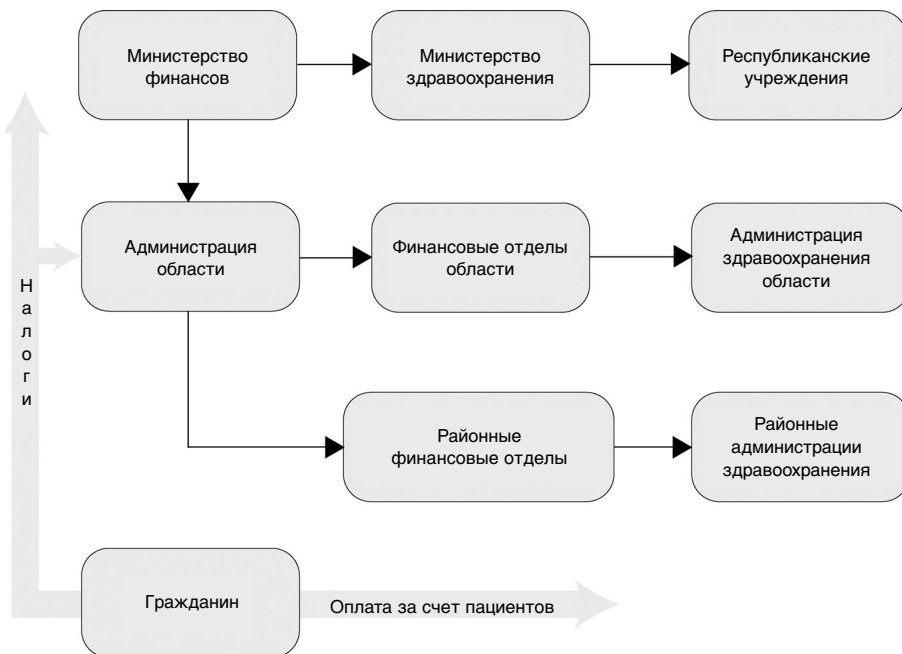 Министерство
финансов
Министерство
здравоохранения
Республиканские
учреждения
Администрация
области
Финансовые отделы
области
Администрация
здравоохранения
области
Налоги
Районные
финансовые отделы
Районные
администрации
здравоохранения
Гражданин
Оплата за счет пациентов